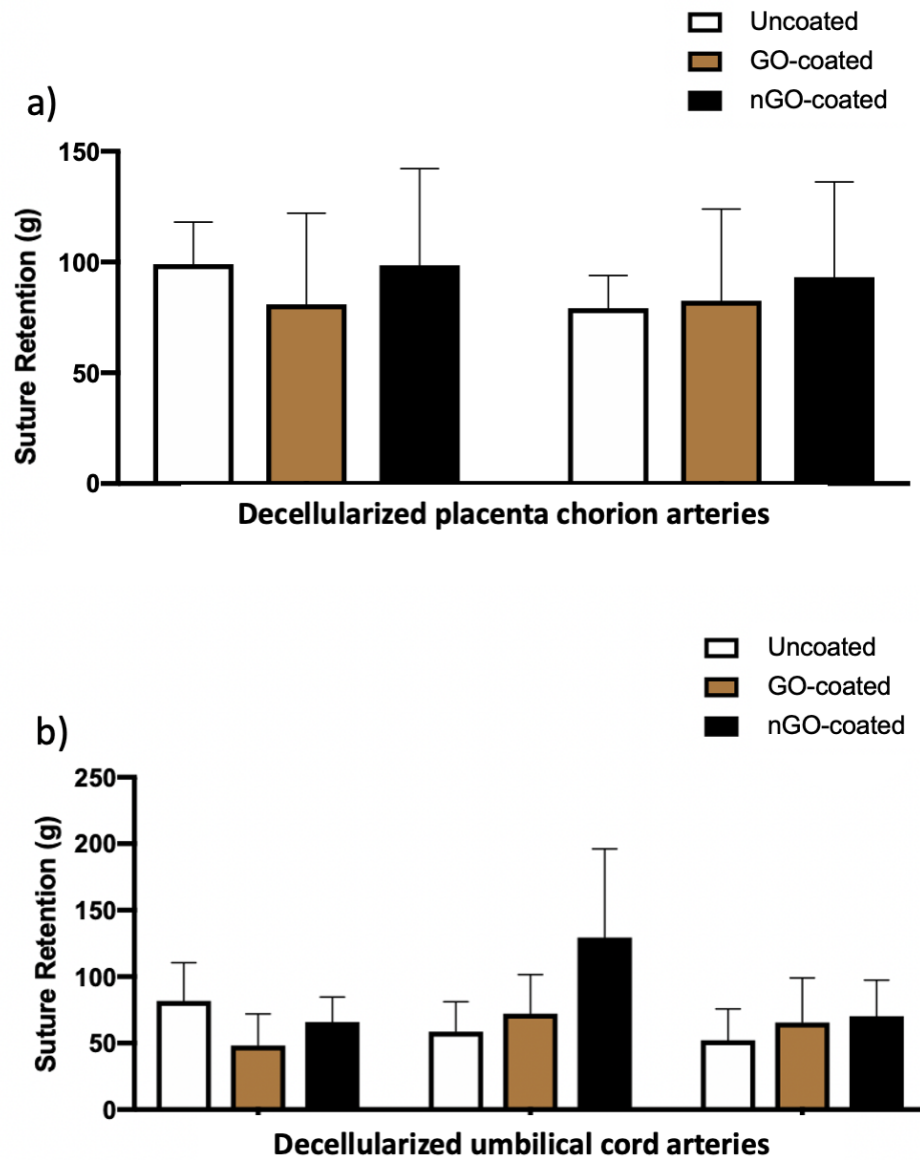 Uncoated
GO-coated
nGO-coated
a)
150
100
50
0
Suture Retention (g)
Decellularized placenta chorion arteries
Uncoated
GO-coated
nGO-coated
b)
250
200
150
100
50
0
Suture Retention (g)
Decellularized umbilical cord arteries